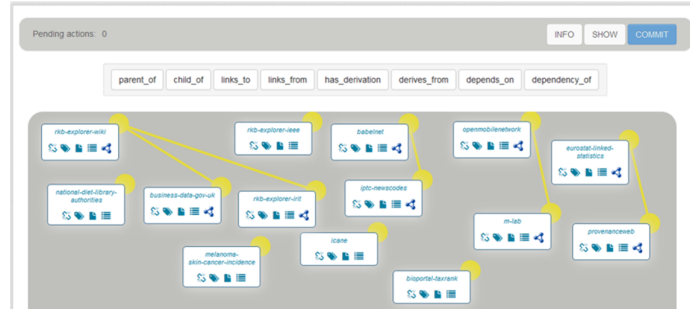 Pending actions: 0
INFO SHOW COMMIT
parent_of child_of links_to links_from has_derivation derives_from depends_on dependency_of
rkb-explorer-wiki
rkb-explorer-ieee
babelnet
openmobilenetwork
eurostat-linked-
statistics
national-diet-library-
authorities
business-data-gov-uk
rkb-explorer-irit
iptc-newscodes
m-lab
provenanceweb
melanoma-
skin-cancer-incidence
icane
bioportal-taxrank